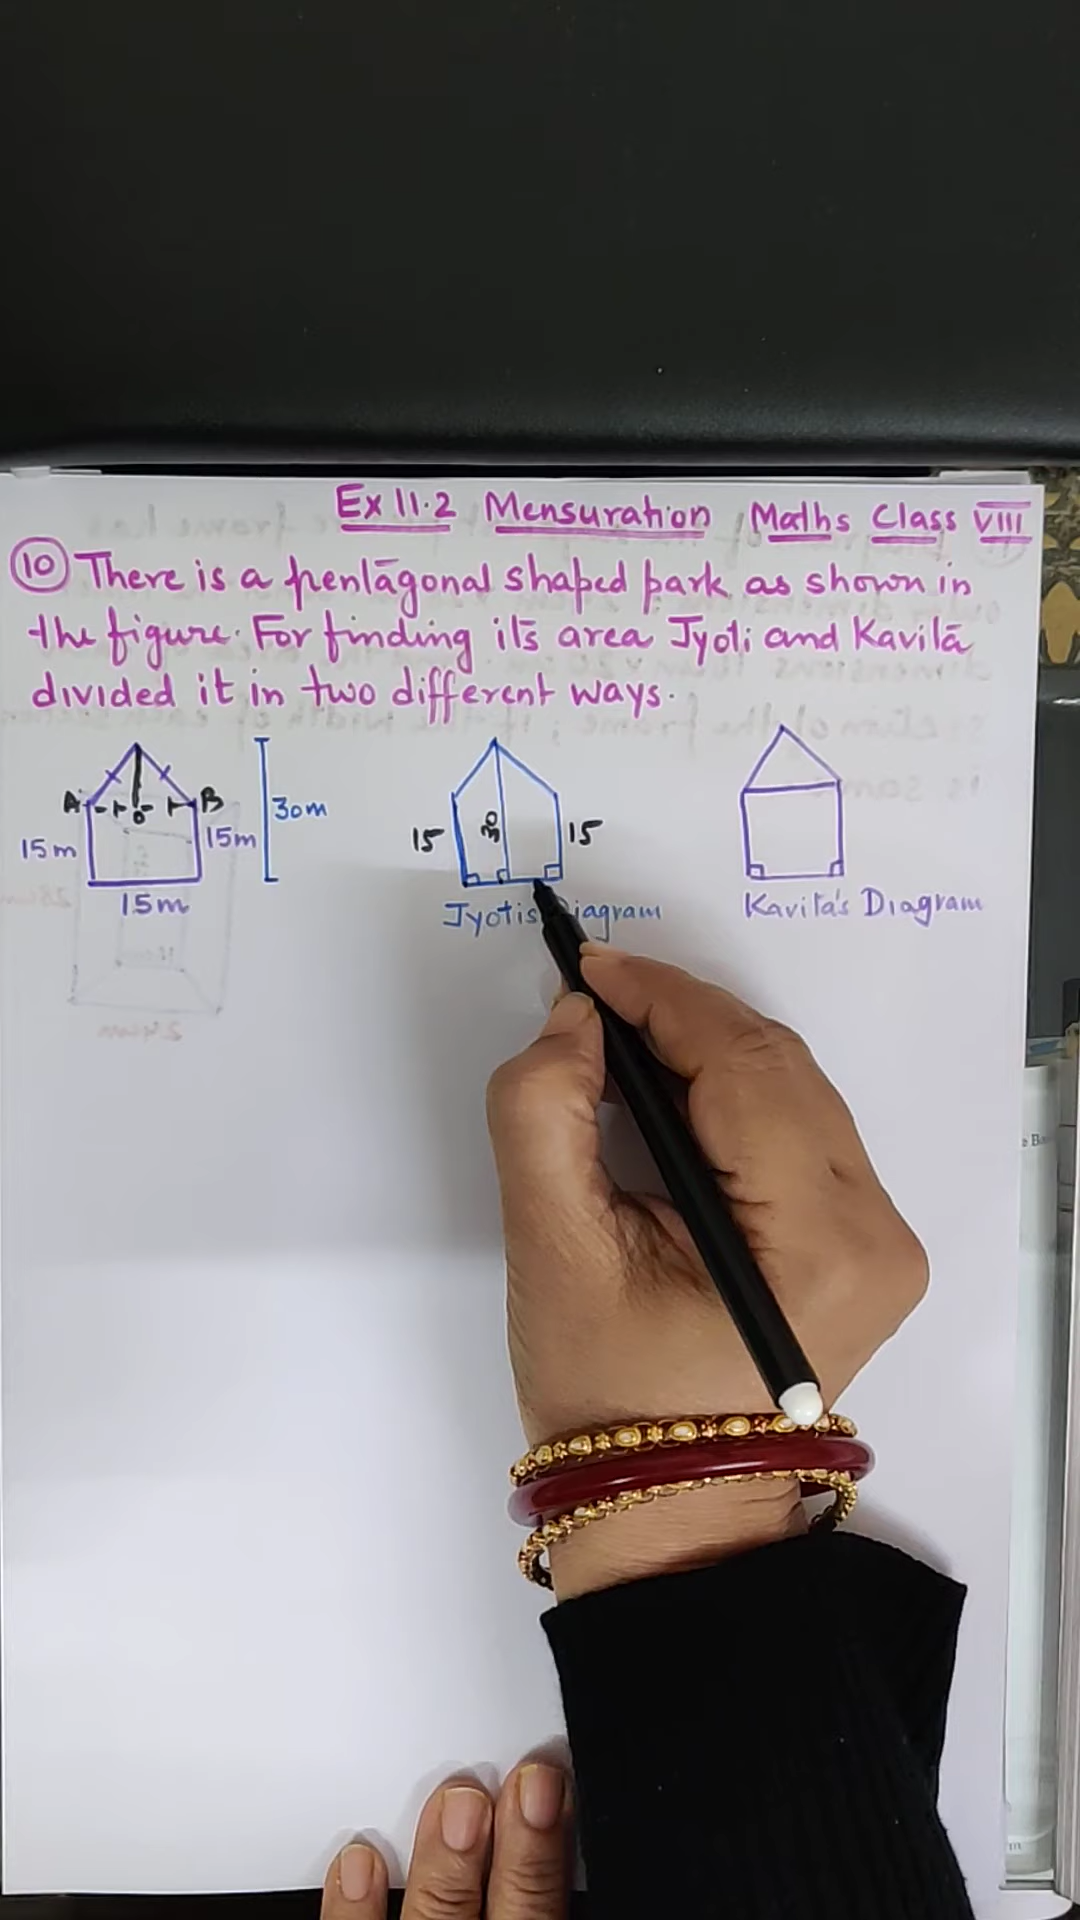 Ex 11.2 Mensuration Maths Class VIII
10 There is a pentagonal shaped park as shown in
the figure. For finding its area Jyoti and Kavita
divided it in two different ways.
A O B
30m
15m 15m
15m
15 30 15
Jyotis Diagram
Kavita's Diagram